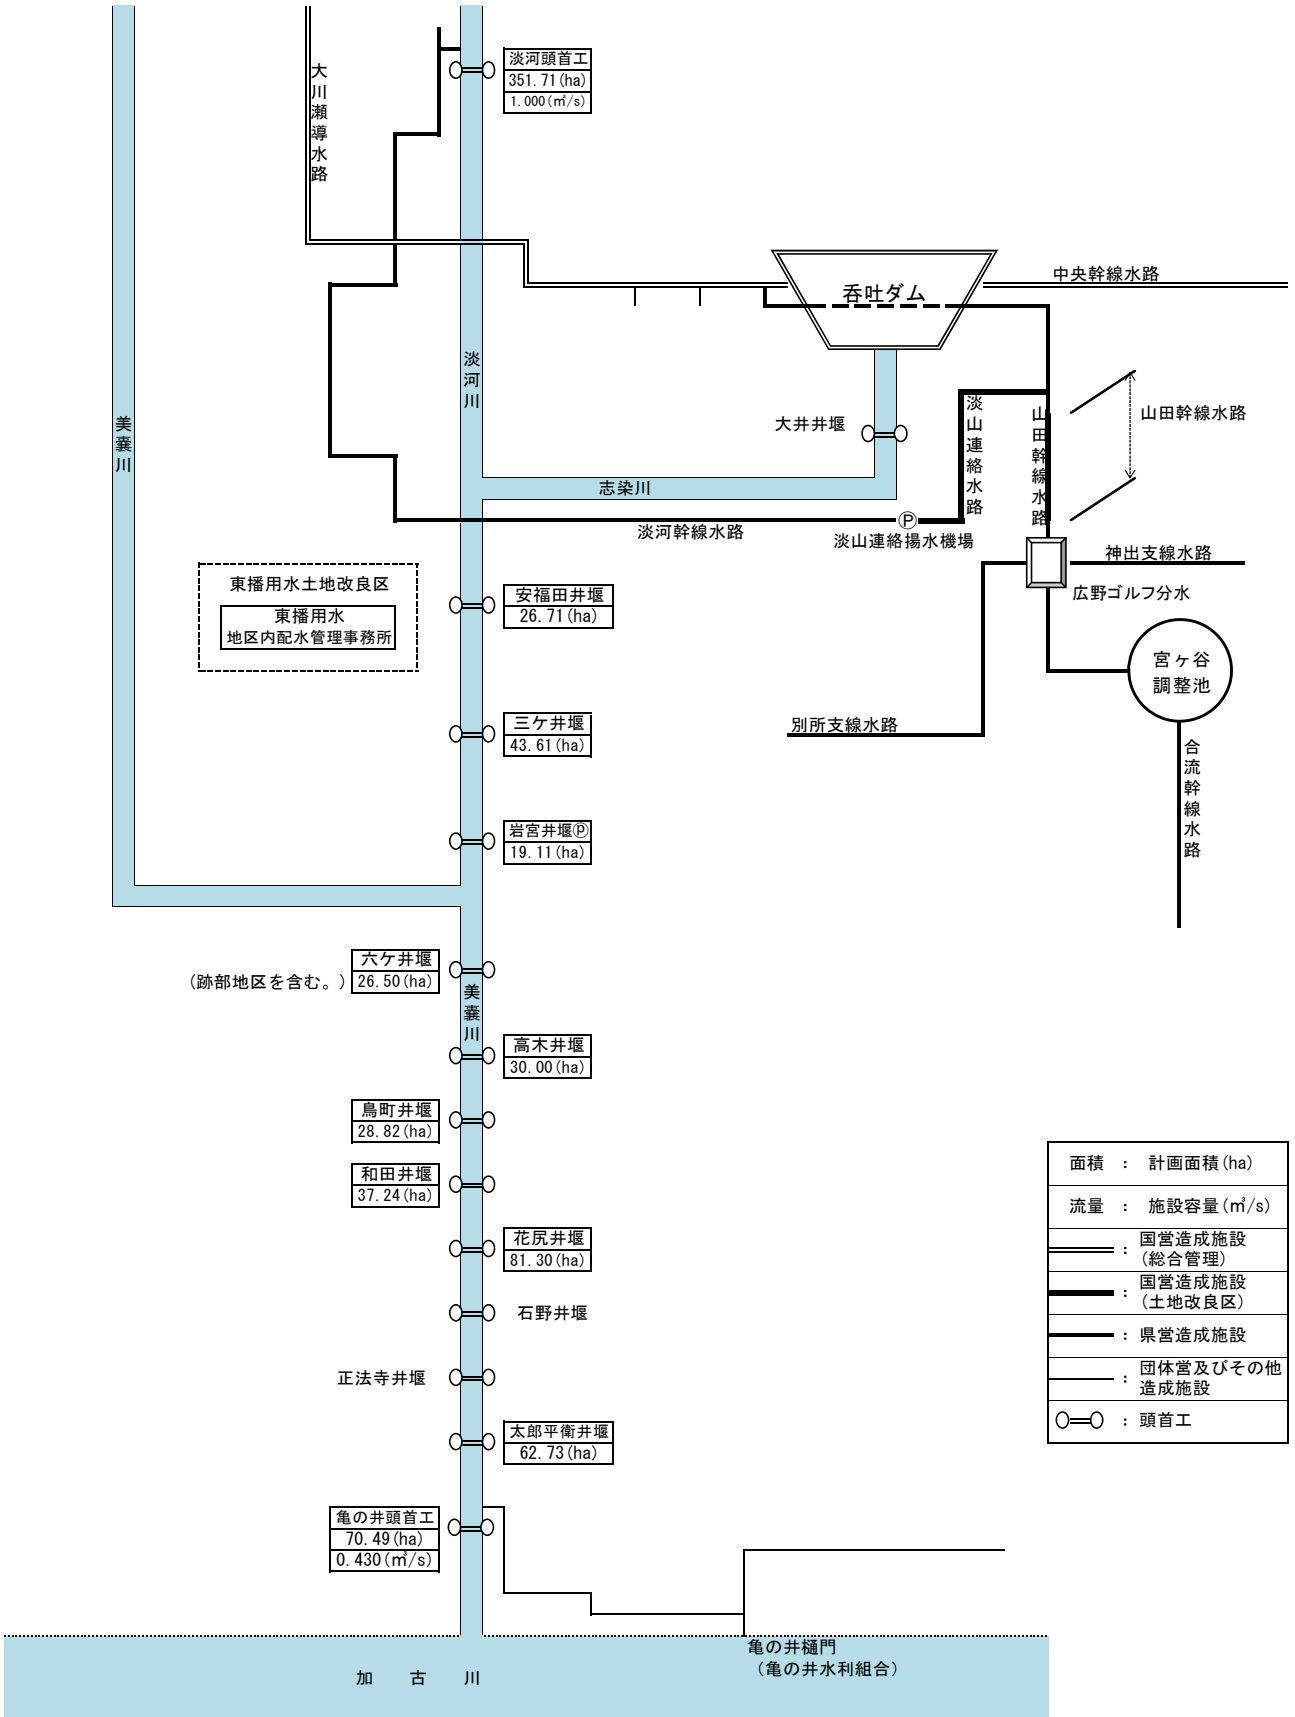 淡河頭首工
351.71(ha)
1.000(㎥/s)
大川瀬導水路
中央幹線水路
呑吐ダム
淡河川
美嚢川
大井井堰
淡山連絡水路
山田幹線水路
山田幹線水路
志染川
淡河幹線水路
Ⓟ
淡山連絡揚水機場
神出支線水路
広野ゴルフ分水
東播用水土地改良区
東播用水
地区内配水管理事務所
安福田井堰
26.71(ha)
宮ヶ谷
調整池
三ケ井堰
43.61(ha)
別所支線水路
合流幹線水路
岩宮井堰Ⓟ
19.11(ha)
六ケ井堰
26.50(ha)
(跡部地区を含む。)
美嚢川
高木井堰
30.00(ha)
鳥町井堰
28.82(ha)
和田井堰
37.24(ha)
花尻井堰
81.30(ha)
石野井堰
正法寺井堰
太郎平衛井堰
62.73(ha)
亀の井頭首工
70.49(ha)
0.430(㎥/s)
亀の井樋門
(亀の井水利組合)
加古川
面積 : 計画面積(ha)
流量 : 施設容量(㎥/s)
: 国営造成施設
(総合管理)
: 国営造成施設
(土地改良区)
: 県営造成施設
: 団体営及びその他
造成施設
: 頭首工